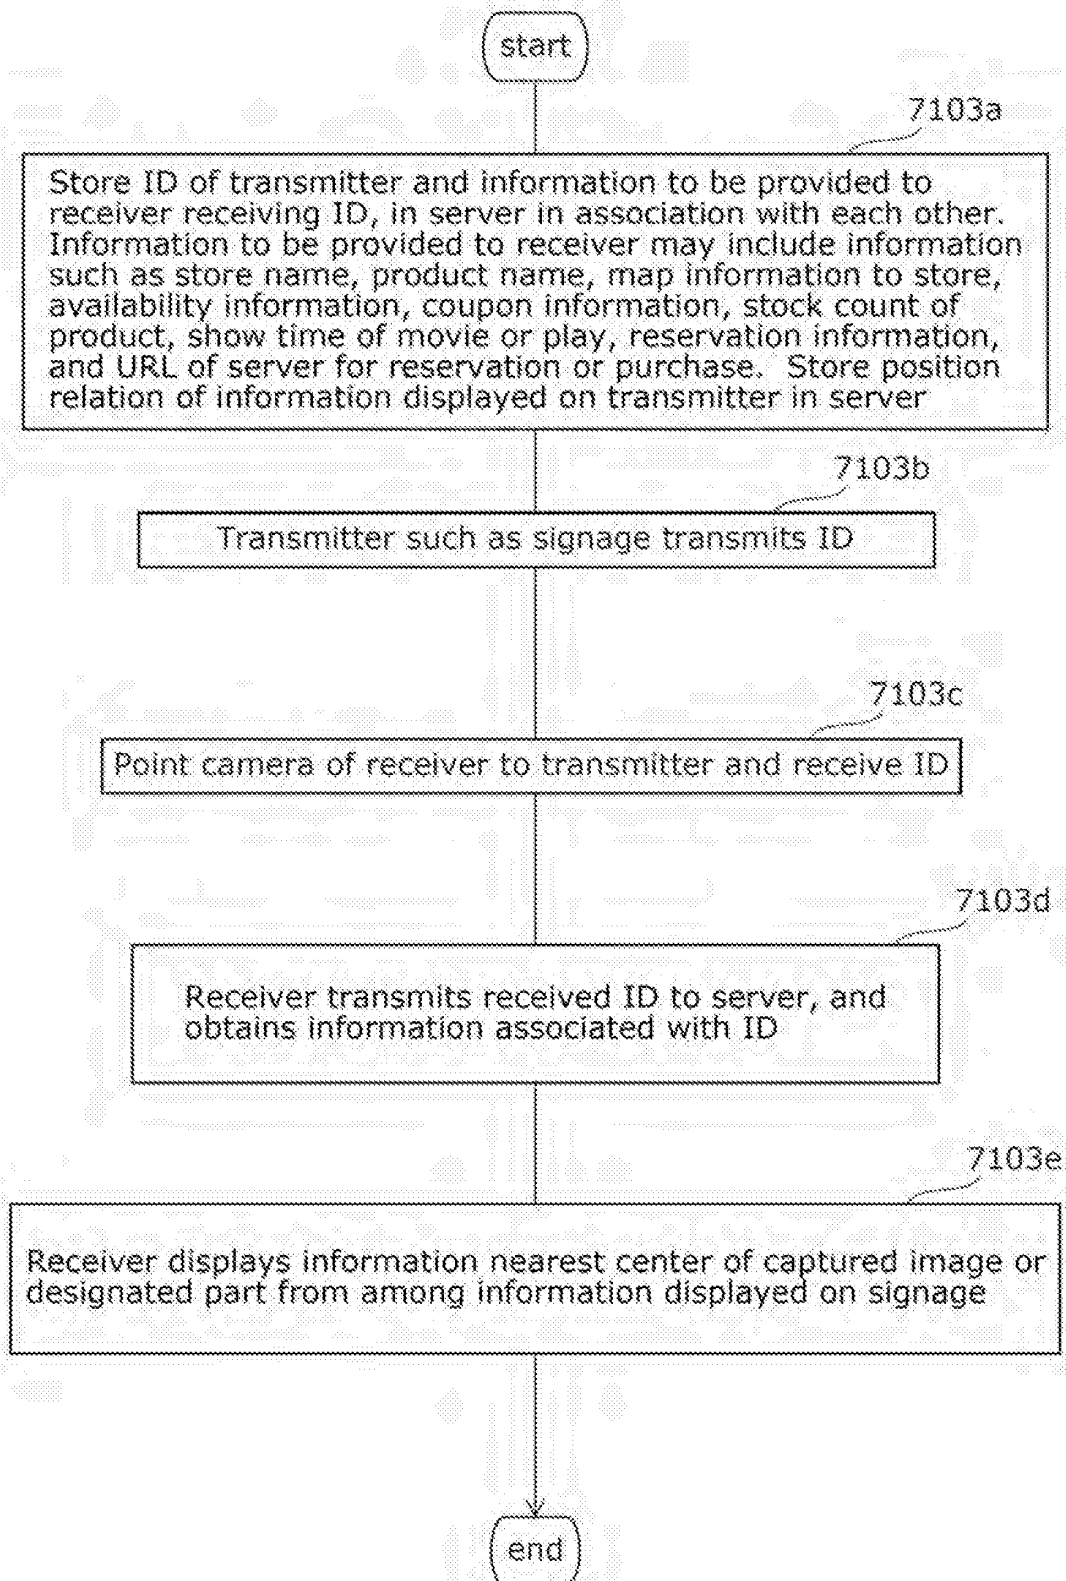 start
7103a
Store ID of transmitter and information to be provided to
receiver receiving ID, in server in association with each other.
Information to be provided to receiver may include information
such as store name, product name, map information to store,
availability information, coupon information, stock count of
product, show time of movie or play, reservation information,
and URL of server for reservation or purchase.  Store position
relation of information displayed on transmitter in server
7103b
Transmitter such as signage transmits ID
7103c
Point camera of receiver to transmitter and receive ID
7103d
Receiver transmits received ID to server, and
obtains information associated with ID
7103e
Receiver displays information nearest center of captured image or
designated part from among information displayed on signage
end